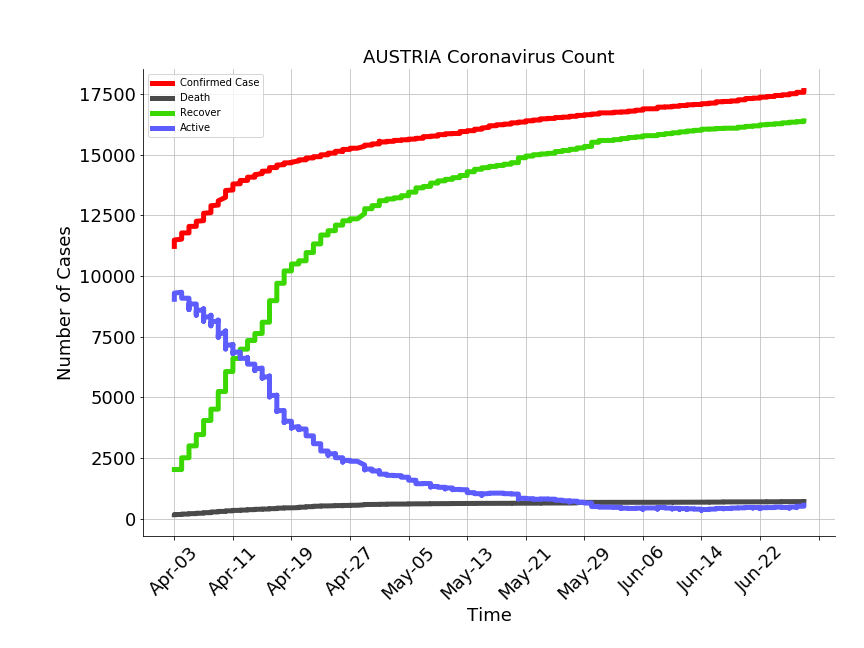 AUSTRIA Coronavirus Count
Confirmed Case
Death
Recover
Active
Number of Cases
17500
15000
12500
10000
7500
5000
2500
0
Apr-03
Apr-11
Apr-19
Apr-27
May-05
May-13
May-21
May-29
Jun-06
Jun-14
Jun-22
Time